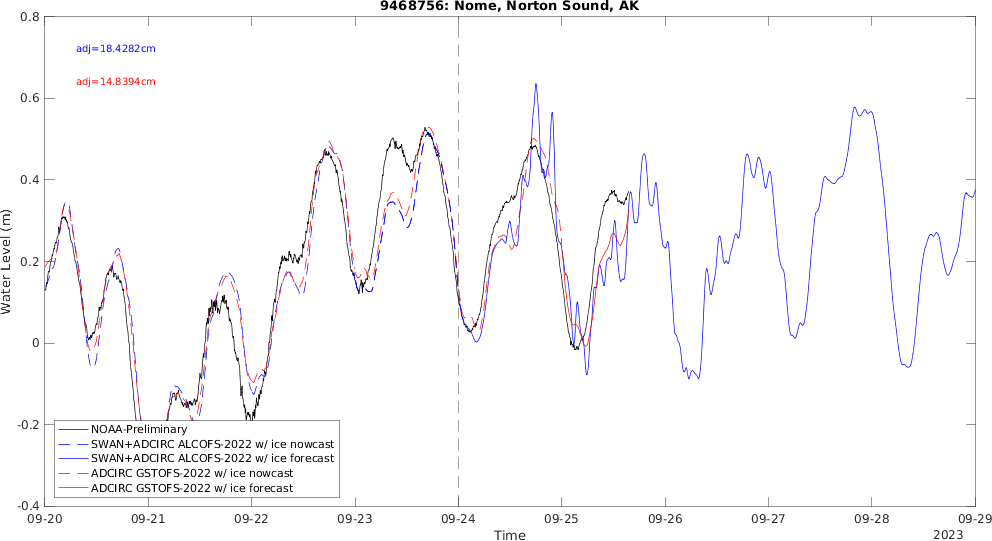 9468756: Nome, Norton Sound, AK
0.8
adj=18.4282cm
adj=14.8394cm
0.6
0.4
0.2
0
-0.2
-0.4
Water Level (m)
NOAA-Preliminary
SWAN+ADCIRC ALCOFS-2022 w/ ice nowcast
SWAN+ADCIRC ALCOFS-2022 w/ ice forecast
ADCIRC GSTOFS-2022 w/ ice nowcast
ADCIRC GSTOFS-2022 w/ ice forecast
09-20 09-21 09-22 09-23 09-24 09-25 09-26 09-27 09-28 09-29
Time
2023